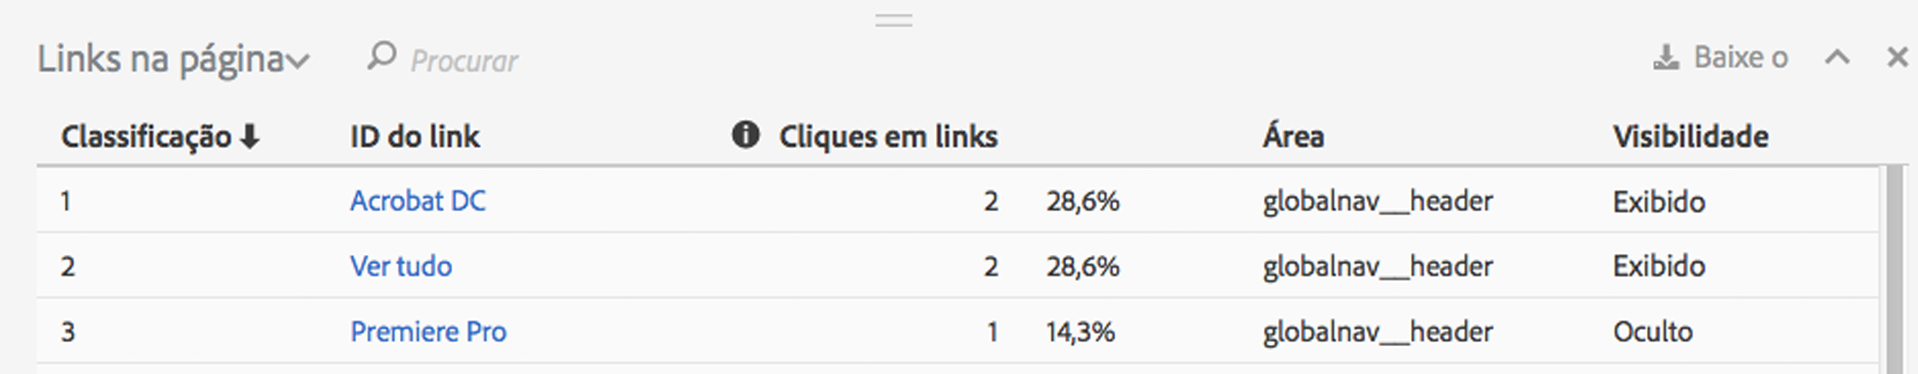 Links na página Procurar Baixe o
Classificação ID do link Cliques em links Área Visibilidade
1 Acrobat DC 2 28,6% globalnav__header Exibido
2 Ver tudo 2 28,6% globalnav__header Exibido
3 Premiere Pro 1 14,3% globalnav__header Oculto